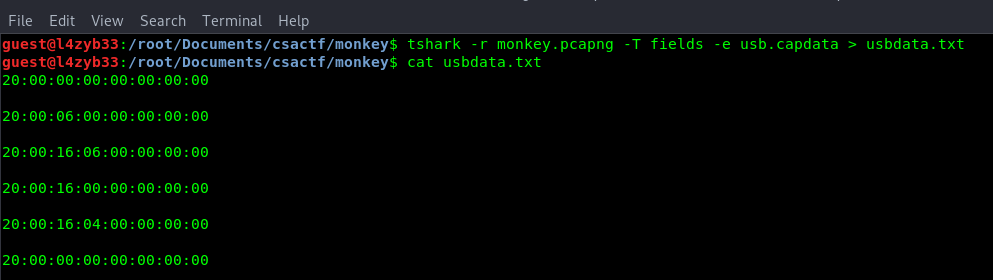 File Edit View Search Terminal Help
guest@l4zyb33:/root/Documents/csactf/monkey$ tshark -r monkey.pcapng -T fields -e usb.capdata > usbdata.txt
guest@l4zyb33:/root/Documents/csactf/monkey$ cat usbdata.txt
20:00:00:00:00:00:00:00
20:00:06:00:00:00:00:00
20:00:16:06:00:00:00:00
20:00:16:00:00:00:00:00
20:00:16:04:00:00:00:00
20:00:00:00:00:00:00:00